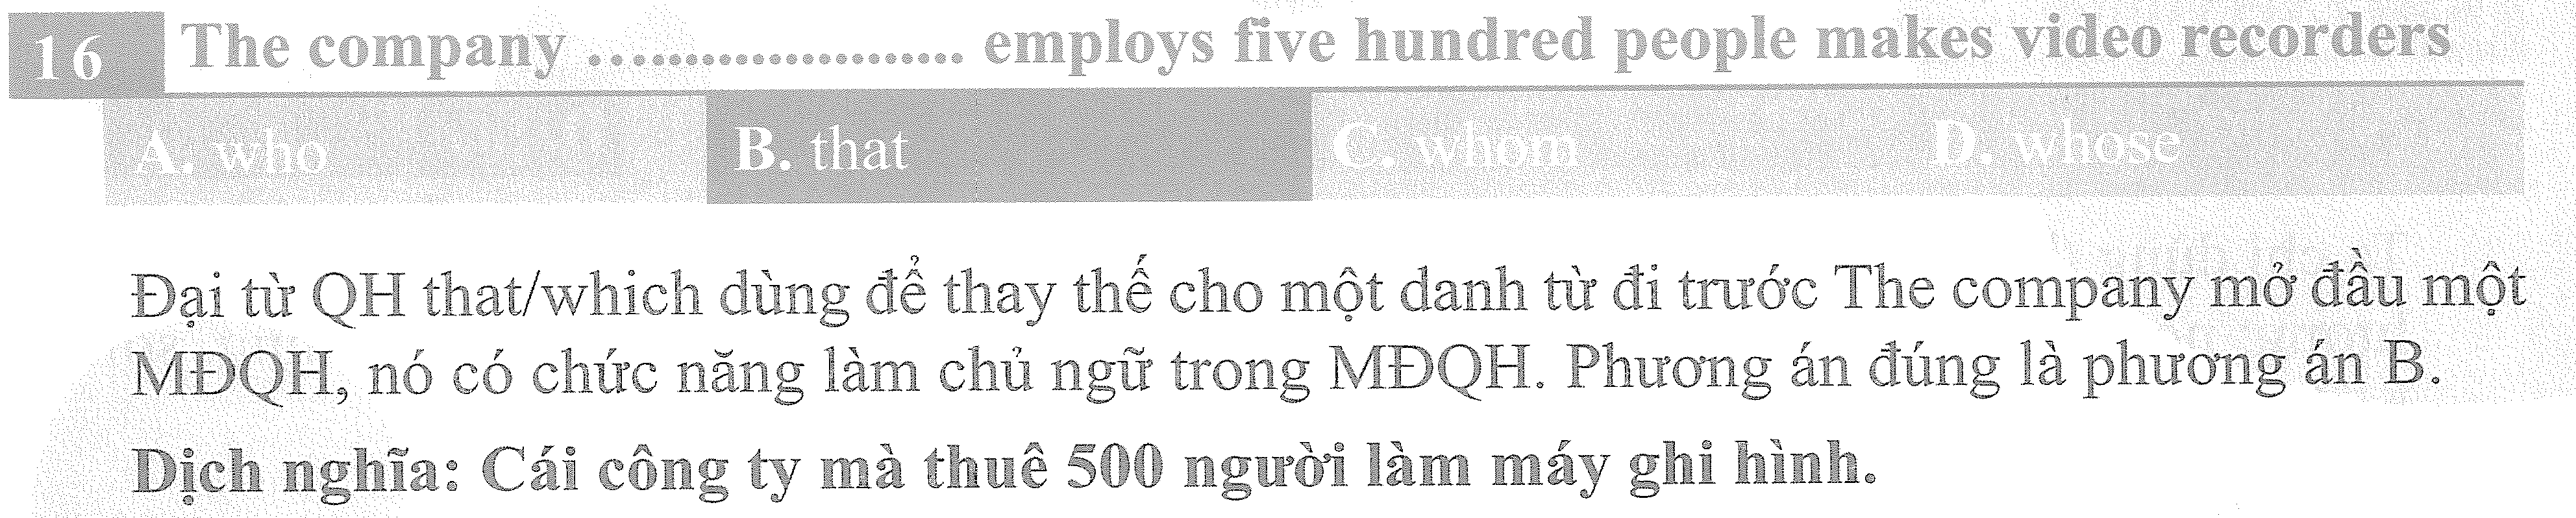 16 The company ..................... employs five hundred people makes video recorders
A. who B. that C. whom D. whose
Đại từ QH that/which dùng để thay thế cho một danh từ đi trước The company mở đầu một
MĐQH, nó có chức năng làm chủ ngữ trong MĐQH. Phương án đúng là phương án B.
Dịch nghĩa: Cái công ty mà thuê 500 người làm máy ghi hình.